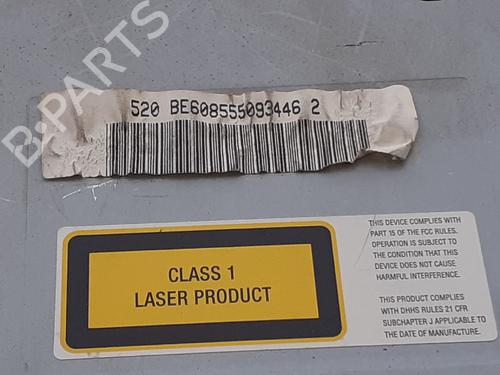 B-PARTS
520 BE608555093446 2
CLASS 1
LASER PRODUCT
THIS DEVICE COMPLIES WITH
PART 15 OF THE FCC RULES.
OPERATION IS SUBJECT TO
THE CONDITION THAT THIS
DEVICE DOES NOT CAUSE
HARMFUL INTERFERENCE.
THIS PRODUCT COMPLIES
WITH DHHS RULES 21 CFR
SUBCHAPTER J APPLICABLE TO
THE DATE OF MANUFACTURE.